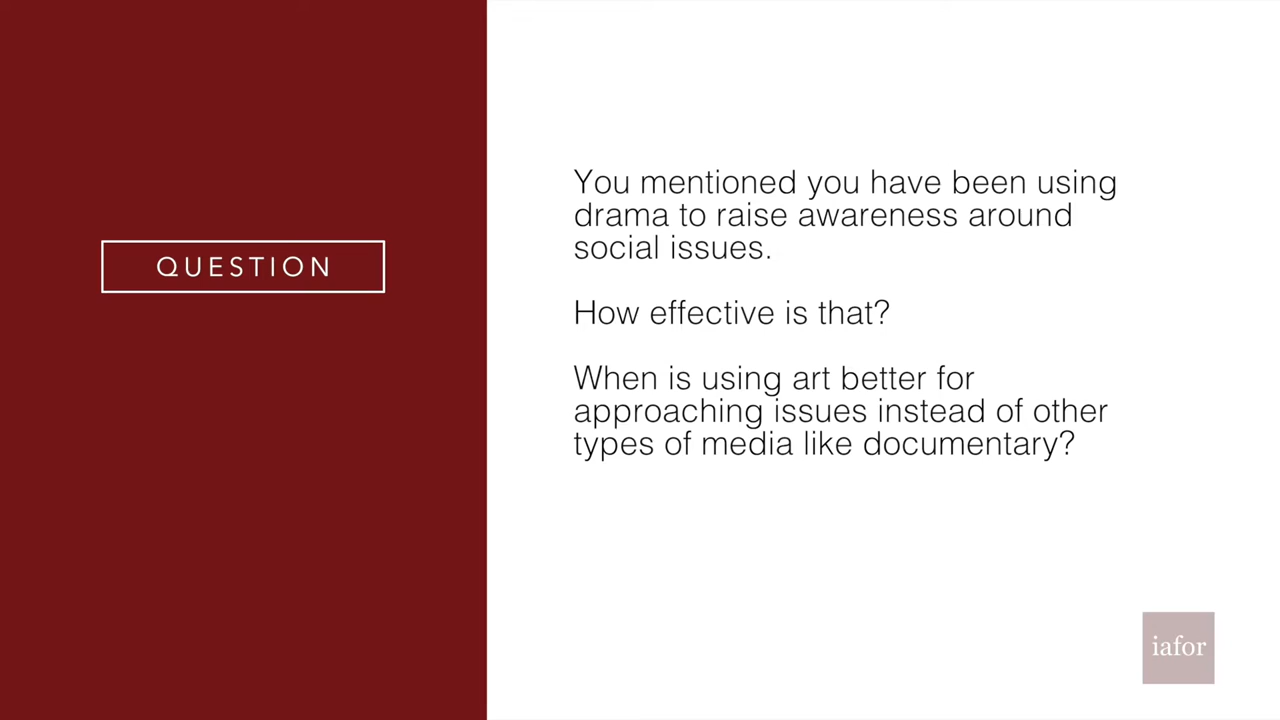 QUESTION
You mentioned you have been using
drama to raise awareness around
social issues.
How effective is that?
When is using art better for
approaching issues instead of other
types of media like documentary?
iafor